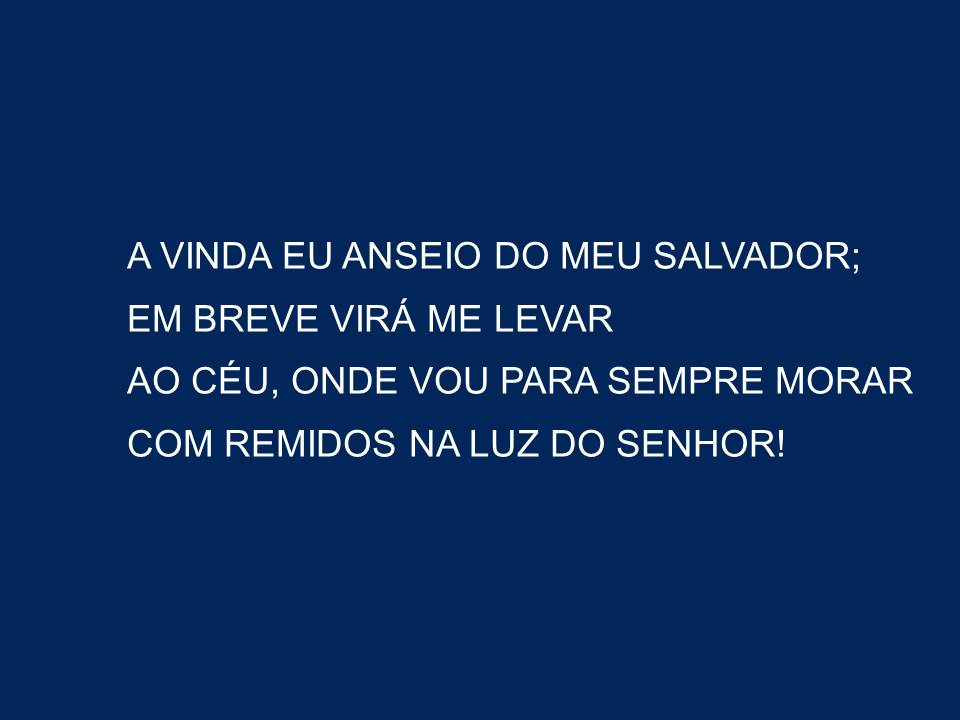 A VINDA EU ANSEIO DO MEU SALVADOR;
EM BREVE VIRÁ ME LEVAR
AO CÉU, ONDE VOU PARA SEMPRE MORAR
COM REMIDOS NA LUZ DO SENHOR!